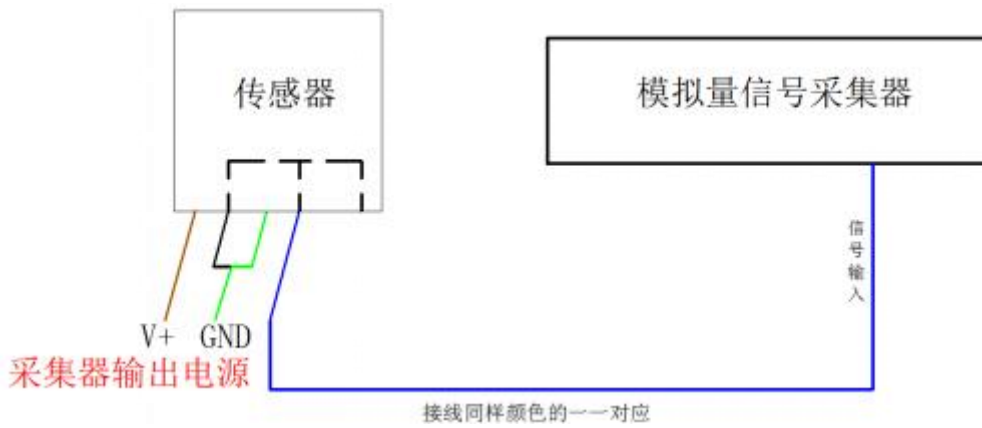 传感器
模拟量信号采集器
信号输入
V+ GND
采集器输出电源
接线同样颜色的一一对应